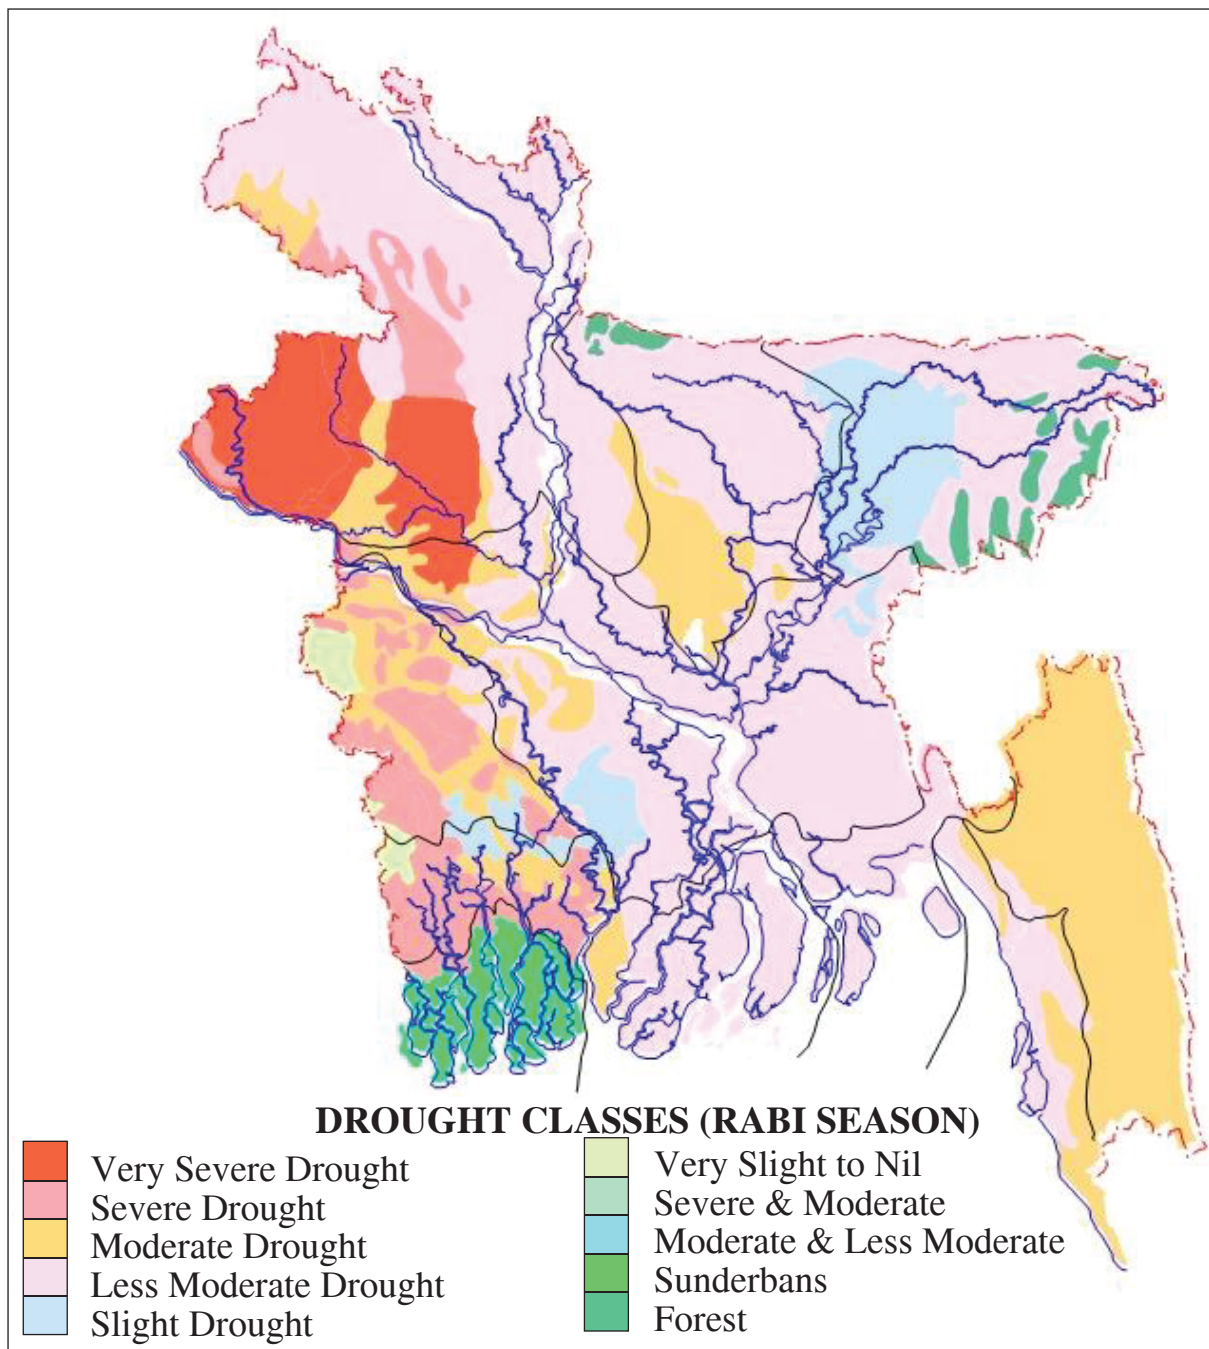 DROUGHT CLASSES (RABI SEASON)
Very Severe Drought
Severe Drought
Moderate Drought
Less Moderate Drought
Slight Drought
Very Slight to Nil
Severe & Moderate
Moderate & Less Moderate
Sunderbans
Forest